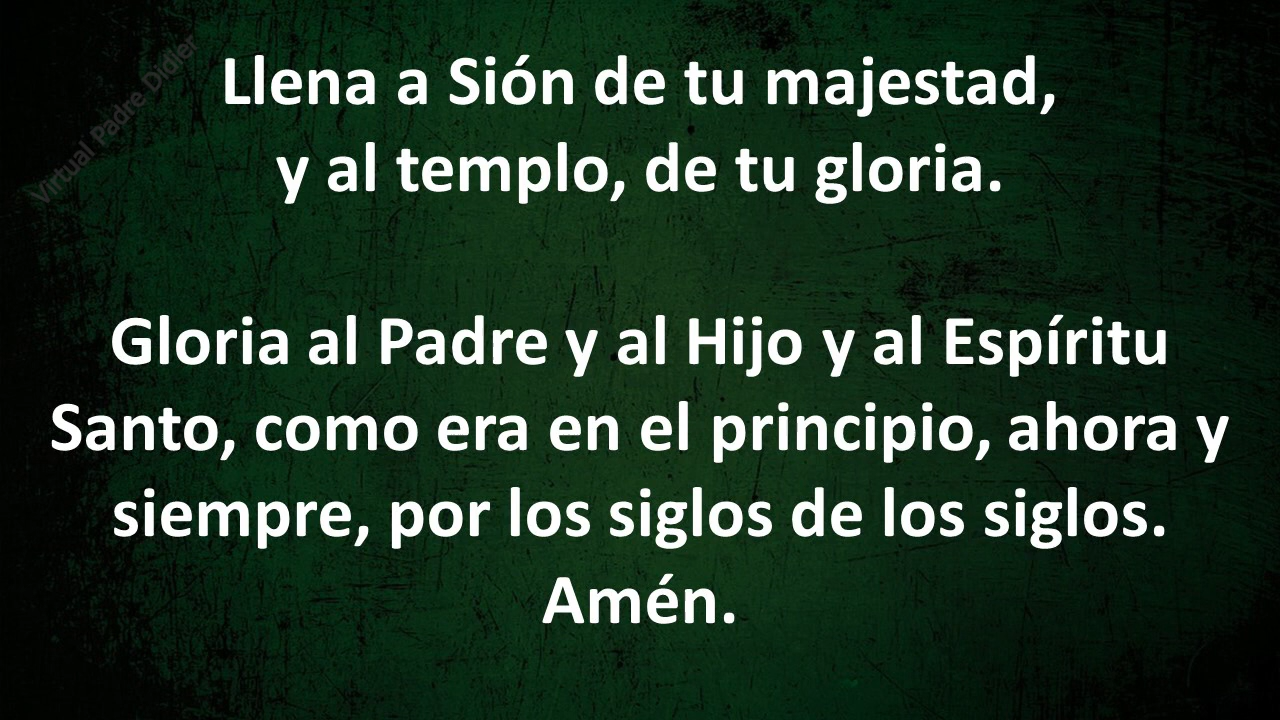 Virtual Padre Didier
Llena a Sión de tu majestad,
y al templo, de tu gloria.
Gloria al Padre y al Hijo y al Espíritu
Santo, como era en el principio, ahora y
siempre, por los siglos de los siglos.
Amén.